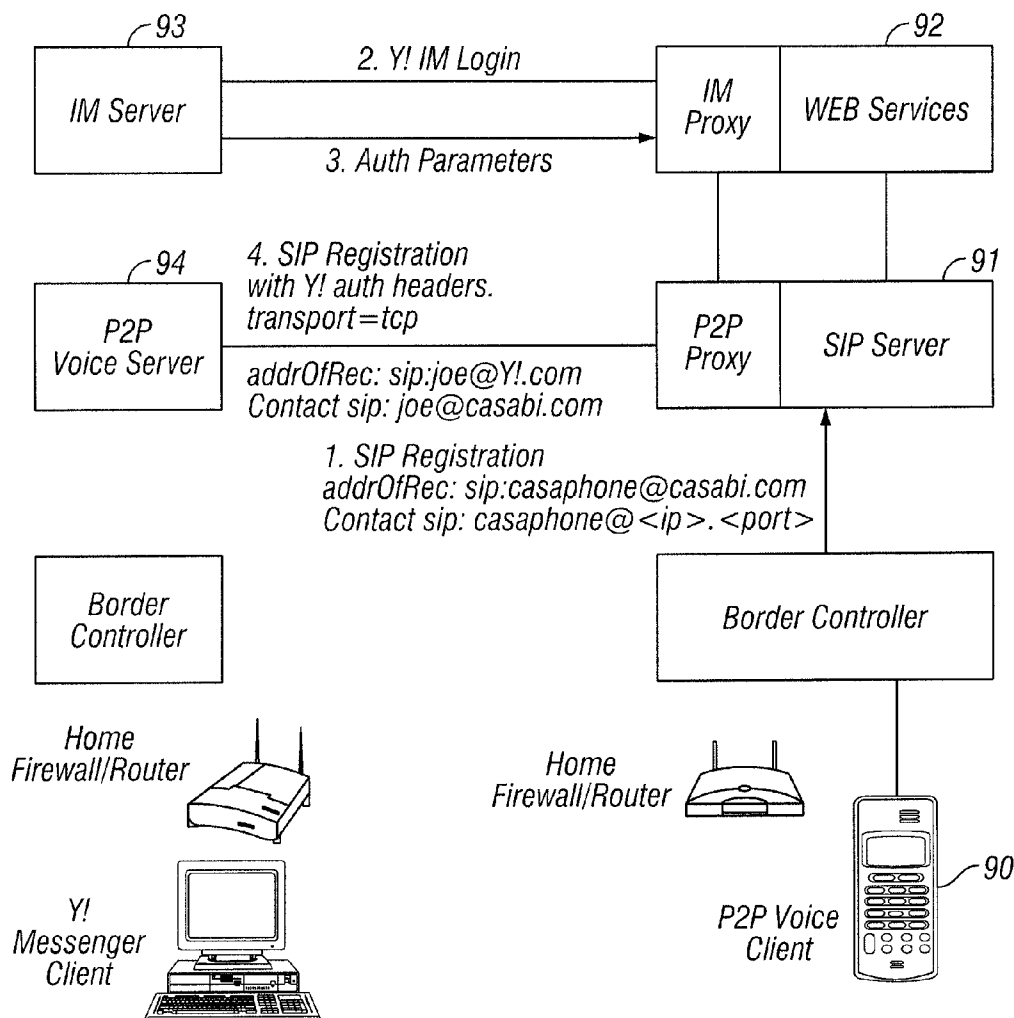 93
92
2. Y! IM Login
IM Server
IM
Proxy
WEB Services
3. Auth Parameters
94
4. SIP Registration
with Y! auth headers.
transport=tcp
91
P2P
Voice Server
P2P
Proxy
SIP Server
addrOfRec: sip:joe@Y!.com
Contact sip: joe@casabi.com
1. SIP Registration
addrOfRec: sip:casaphone@casabi.com
Contact sip: casaphone@<ip>.<port>
Border
Controller
Border Controller
Home
Firewall/Router
Home
Firewall/Router
90
Y!
Messenger
Client
P2P Voice
Client